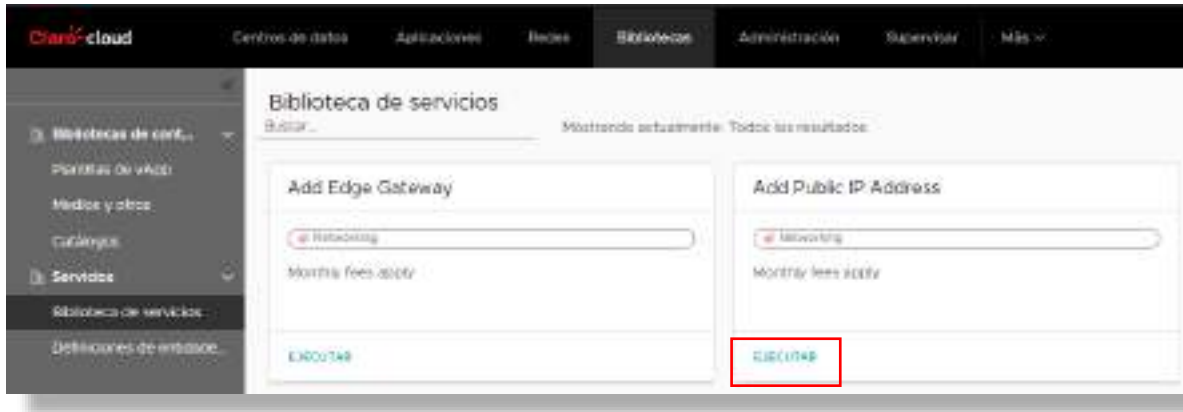 Claro cloud
Centros de datos Aplicaciones Redes Bibliotecas Administración Supervisar Más
Biblioteca de servicios
Buscar...
Mostrando actualmente: Todos los resultados
Bibliotecas de cont...
Plantillas de vApp
Medios y otros
Catálogos
Servicios
Biblioteca de servicios
Definiciones de
Add Edge Gateway
Networking
Monthly fees apply
EJECUTAR
Add Public IP Address
Networking
Monthly fees apply
EJECUTAR